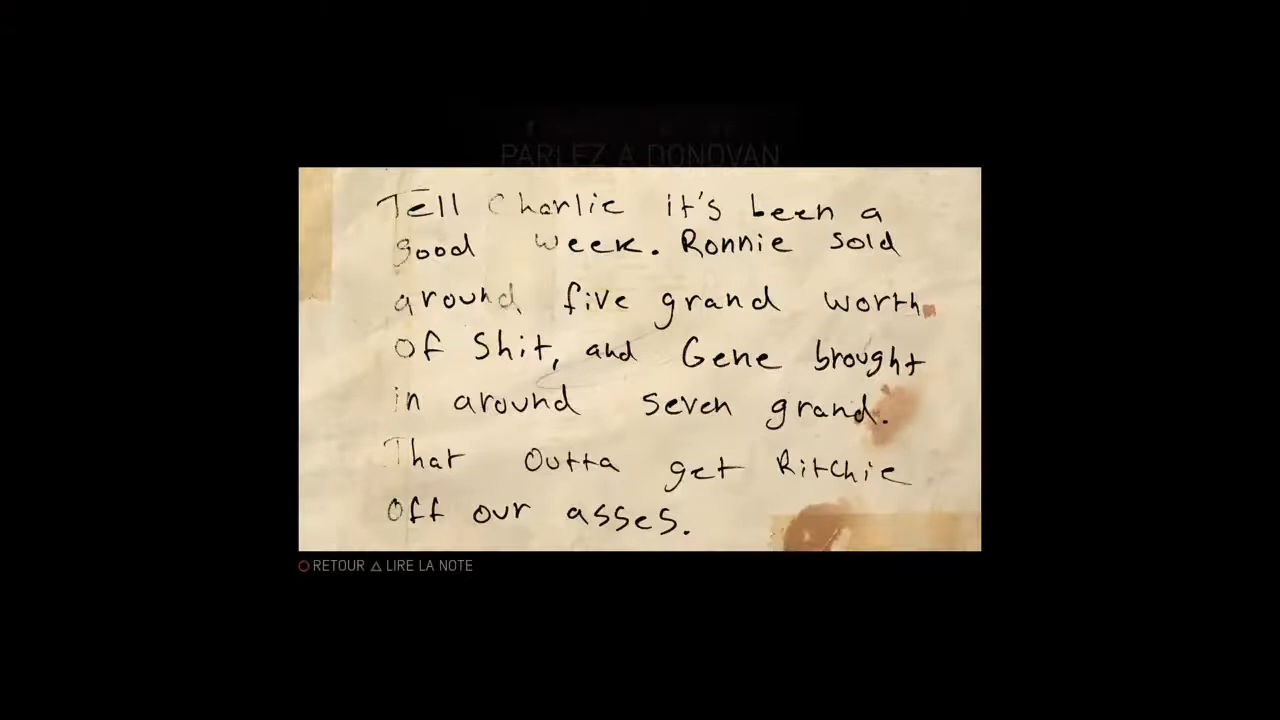 PARLEZ A DONOVAN
Tell Charlie it's been a
good week. Ronnie sold
around five grand worth
of Shit, and Gene brought
in around seven grand.
That Outta get Ritchie
Off our asses.
RETOUR LIRE LA NOTE